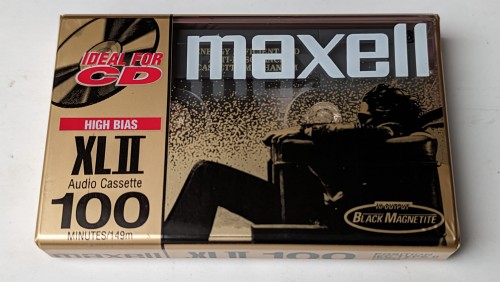 IDEAL FOR
CD
maxell
HIGH BIAS
XLII
Audio Cassette
100
MINUTES/149m
BLACK MAGNETITE
maxell XLII 100